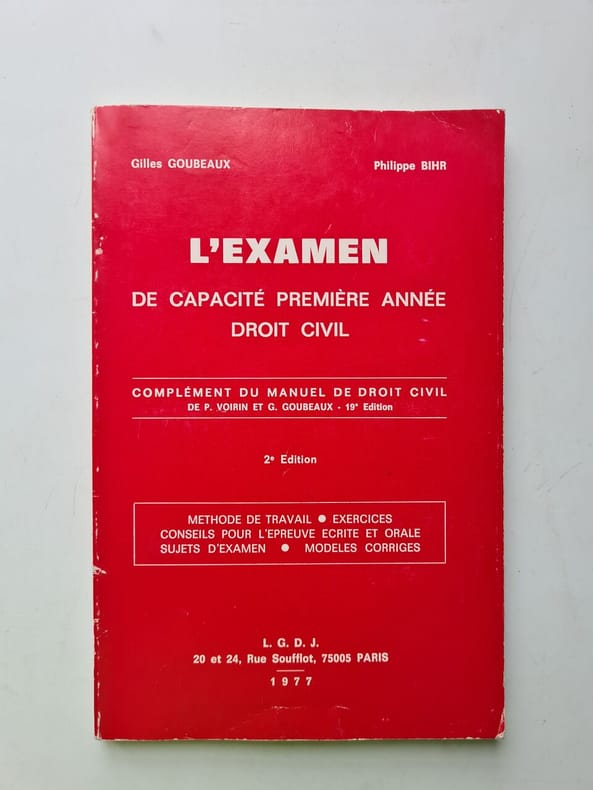 Gilles GOUBEAUX Philippe BIHR
L'EXAMEN
DE CAPACITÉ PREMIÈRE ANNÉE
DROIT CIVIL
COMPLÉMENT DU MANUEL DE DROIT CIVIL
DE P. VOIRIN ET G. GOUBEAUX - 19e Edition
2e Edition
METHODE DE TRAVAIL ● EXERCICES
CONSEILS POUR L'EPREUVE ECRITE ET ORALE
SUJETS D'EXAMEN ● MODELES CORRIGES
L. G. D. J.
20 et 24, Rue Soufflot, 75005 PARIS
1977